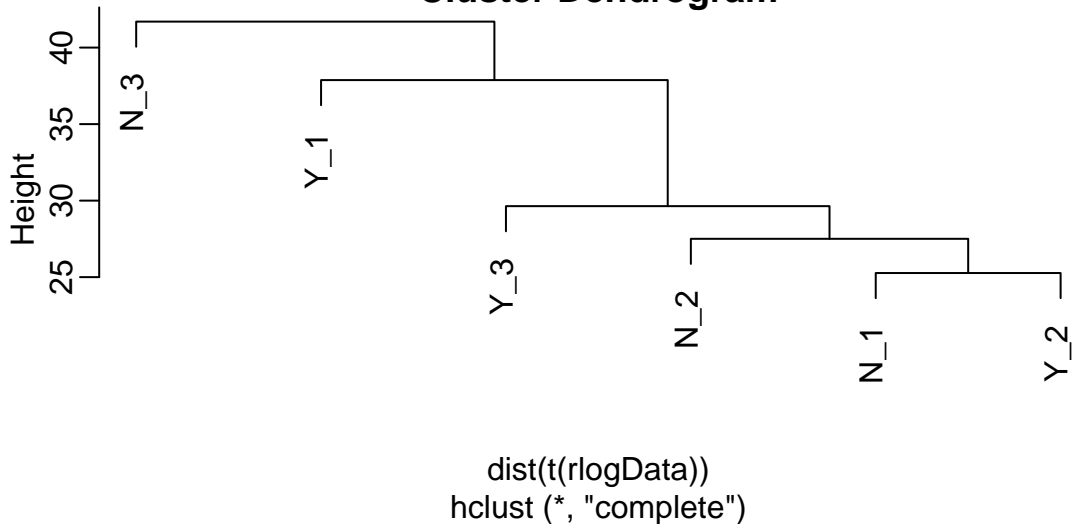 Cluster Dendrogram
Height
40
35
30
25
N_3
Y_1
Y_3
N_2
N_1
Y_2
dist(t(rlogData))
hclust (*, "complete")